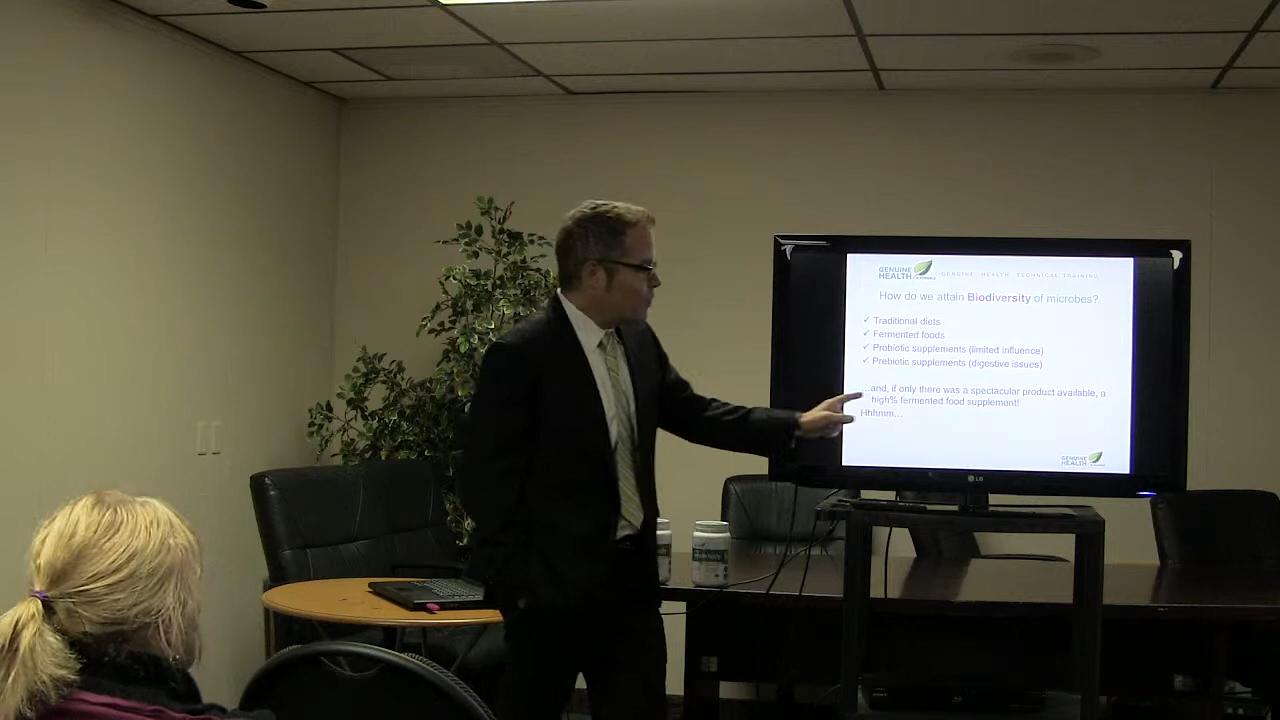 GENUINE HEALTH
GENUINE HEALTH TECHNICAL TRAINING
How do we attain Biodiversity of microbes?
✓ Traditional diets
✓ Fermented foods
✓ Probiotic supplements (limited influence)
✓ Prebiotic supplements (digestive issues)
...and, if only there was a spectacular product available, a
high% fermented food supplement!
Hhhmm...
GENUINE HEALTH
LG